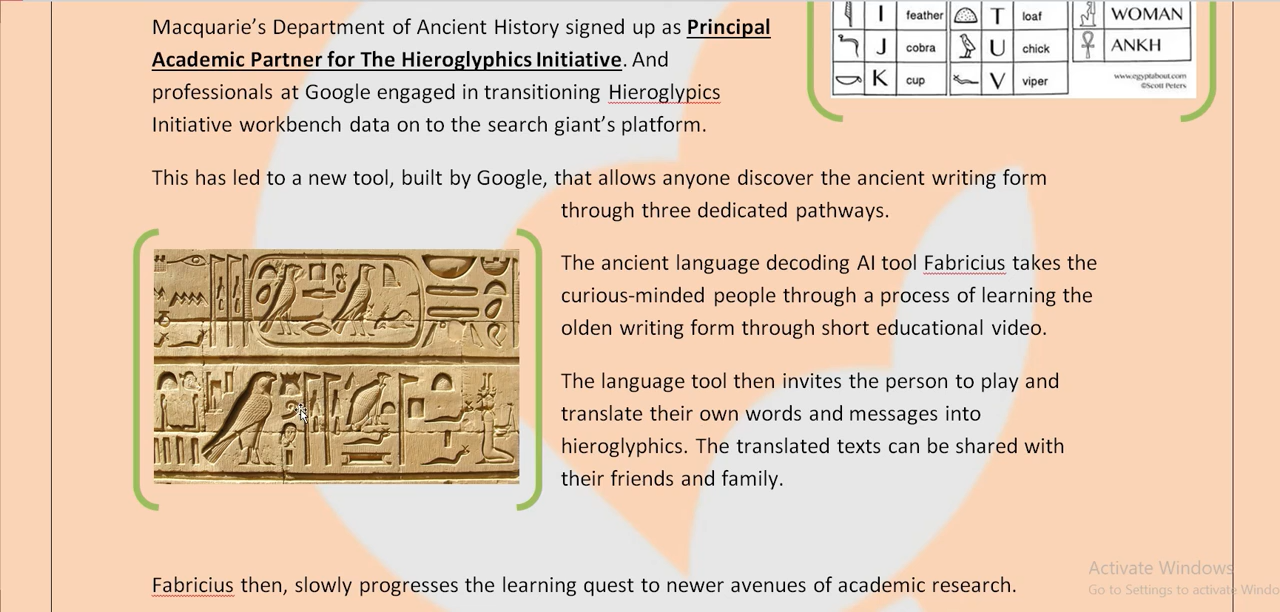 Macquarie’s Department of Ancient History signed up as Principal
Academic Partner for The Hieroglyphics Initiative. And
professionals at Google engaged in transitioning Hieroglypics
Initiative workbench data on to the search giant’s platform.
I feather T loaf WOMAN
J cobra U chick ANKH
K cup V viper
www.egyptabout.com
©Scott Peters
This has led to a new tool, built by Google, that allows anyone discover the ancient writing form
through three dedicated pathways.
The ancient language decoding AI tool Fabricius takes the
curious-minded people through a process of learning the
olden writing form through short educational video.
The language tool then invites the person to play and
translate their own words and messages into
hieroglyphics. The translated texts can be shared with
their friends and family.
Fabricius then, slowly progresses the learning quest to newer avenues of academic research.
Activate Windows
Go to Settings to activate